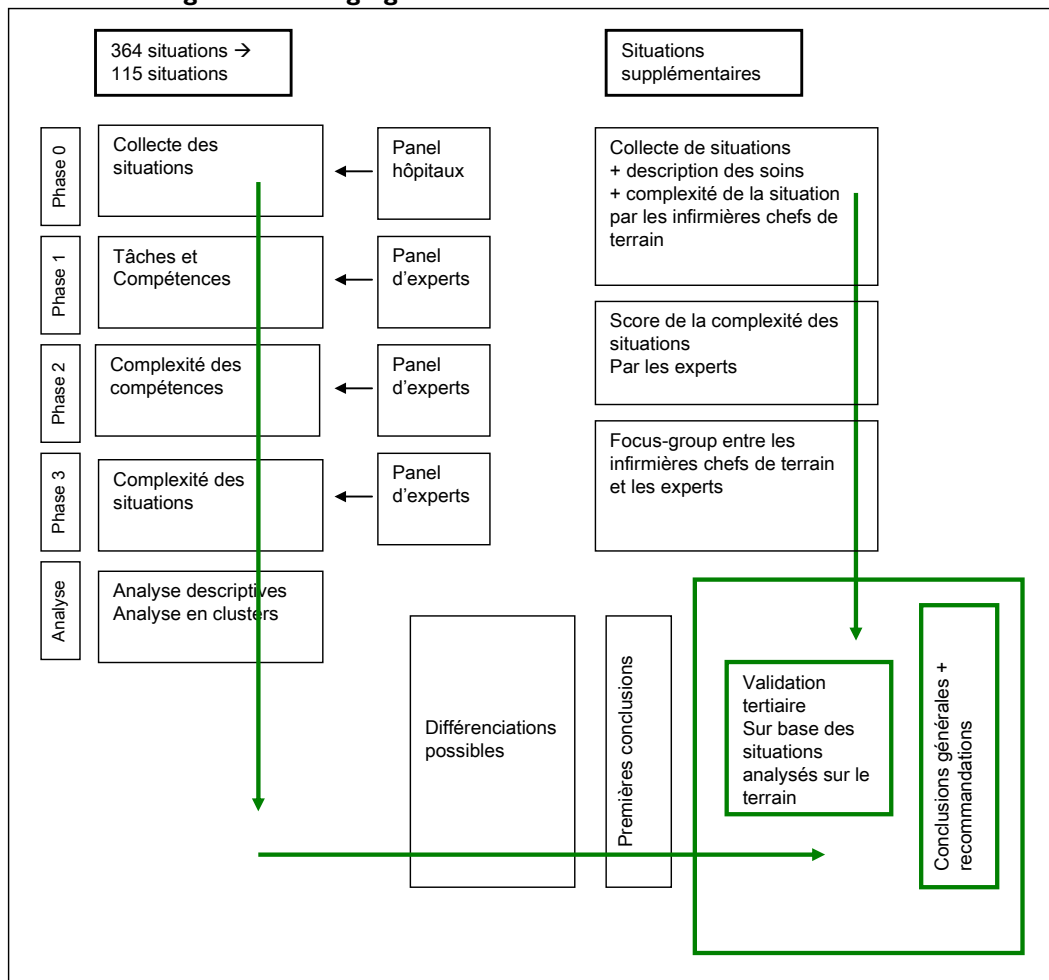 364 situations →
115 situations
Situations
supplémentaires
Phase 0
Collecte des
situations
Panel
hôpitaux
Phase 1
Tâches et
Compétences
Panel
d'experts
Phase 2
Complexité des
compétences
Panel
d'experts
Phase 3
Complexité des
situations
Panel
d'experts
Analyse
Analyse descriptives
Analyse en clusters
Collecte de situations
+ description des soins
+ complexité de la situation
par les infirmières chefs de
terrain
Score de la complexité des
situations
Par les experts
Focus-group entre les
infirmières chefs de terrain
et les experts
Différenciations
possibles
Premières conclusions
Validation
tertiaire
Sur base des
situations
analysés sur le
terrain
Conclusions générales +
recommandations